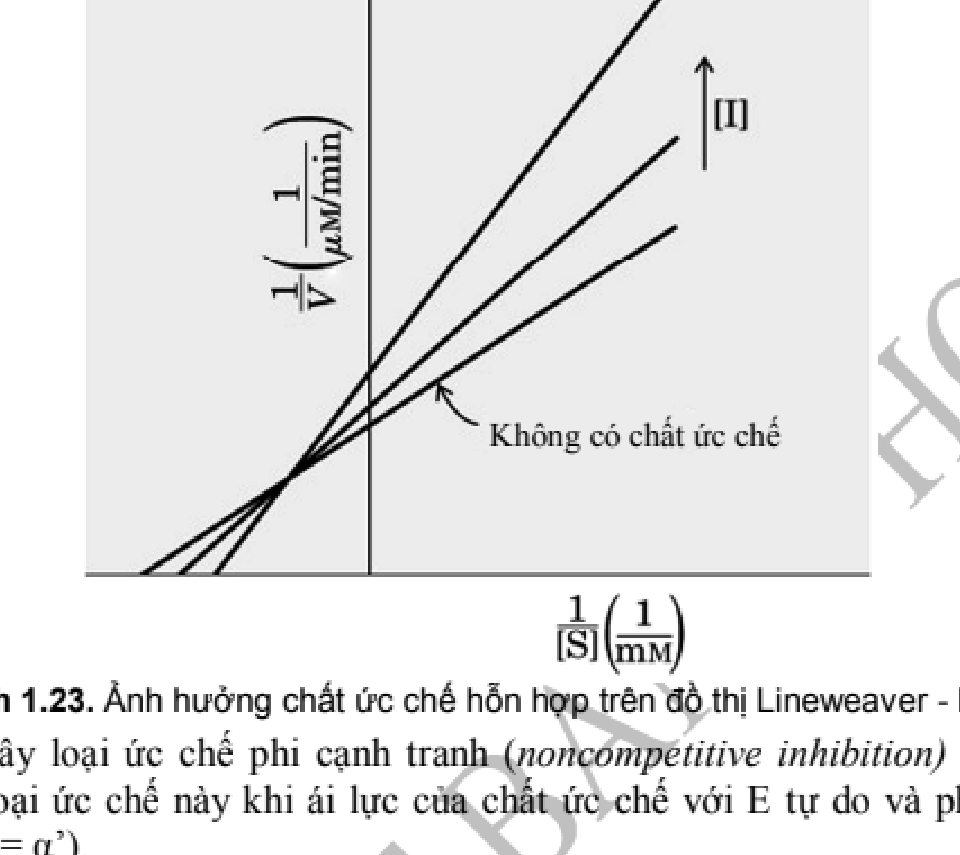 [I]
1/V (1/μM/min)
Không có chất ức chế
1/[S] (1/mM)
1.23. Ảnh hưởng chất ức chế hỗn hợp trên đồ thị Lineweaver -
ây loại ức chế phi cạnh tranh (noncompetitive inhibition)
oại ức chế này khi ái lực của chất ức chế với E tự do và ph
= α’)